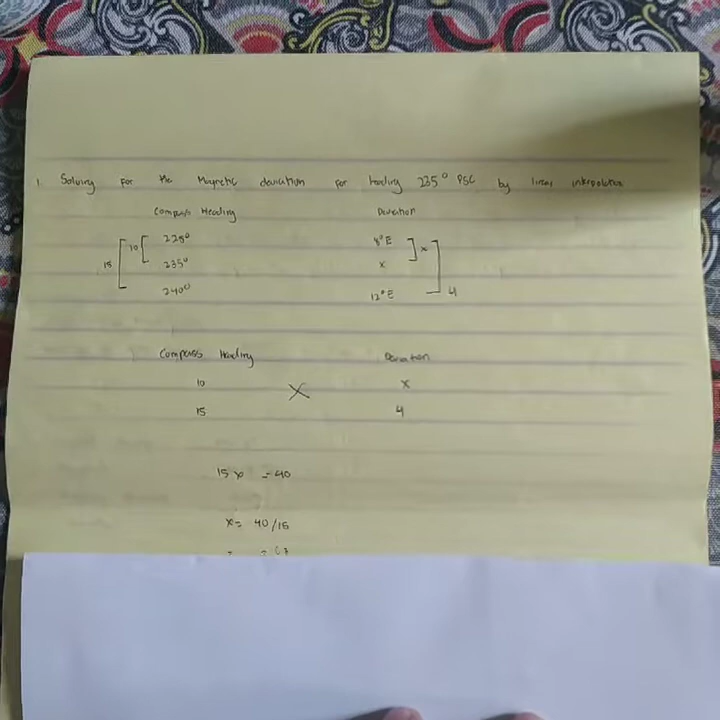 1. Solving for the Magnetic deviation for heading 235° PSC by linear interpolation
Compass Heading Deviation
225° 8°E
15 10 235° x x
240° 12°E 4
Compass Heading Deviation
10 x
15 4
15x = 40
x = 40/15